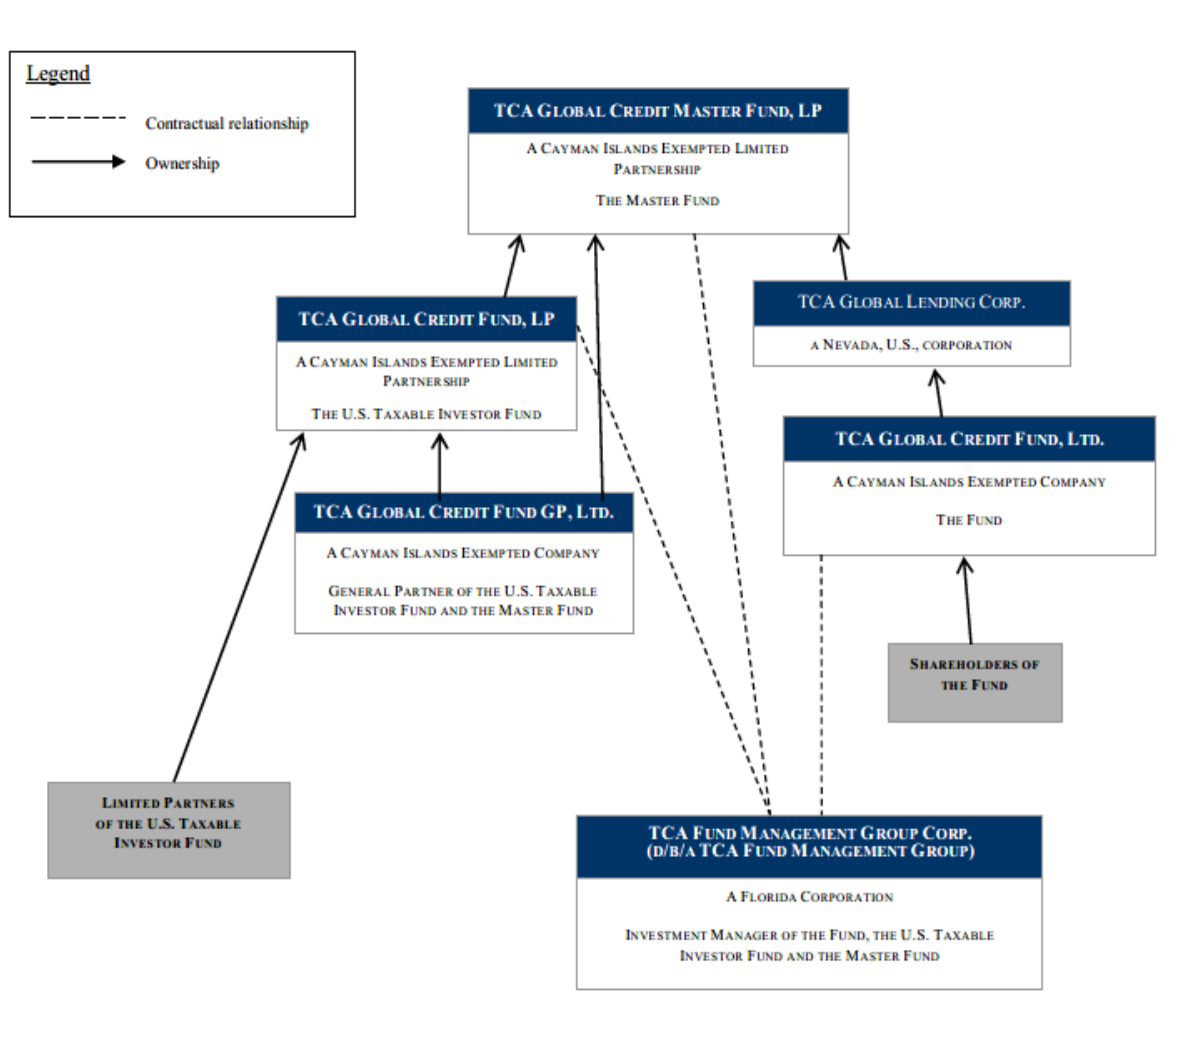 Legend
Contractual relationship
Ownership
TCA GLOBAL CREDIT MASTER FUND, LP
A CAYMAN ISLANDS EXEMPTED LIMITED
PARTNERSHIP
THE MASTER FUND
TCA GLOBAL CREDIT FUND, LP
A CAYMAN ISLANDS EXEMPTED LIMITED
PARTNERSHIP
THE U.S. TAXABLE INVESTOR FUND
TCA GLOBAL LENDING CORP.
A NEVADA, U.S., CORPORATION
TCA GLOBAL CREDIT FUND, LTD.
A CAYMAN ISLANDS EXEMPTED COMPANY
THE FUND
TCA GLOBAL CREDIT FUND GP, LTD.
A CAYMAN ISLANDS EXEMPTED COMPANY
GENERAL PARTNER OF THE U.S. TAXABLE
INVESTOR FUND AND THE MASTER FUND
SHAREHOLDERS OF
THE FUND
LIMITED PARTNERS
OF THE U.S. TAXABLE
INVESTOR FUND
TCA FUND MANAGEMENT GROUP CORP.
(D/B/A TCA FUND MANAGEMENT GROUP)
A FLORIDA CORPORATION
INVESTMENT MANAGER OF THE FUND, THE U.S. TAXABLE
INVESTOR FUND AND THE MASTER FUND